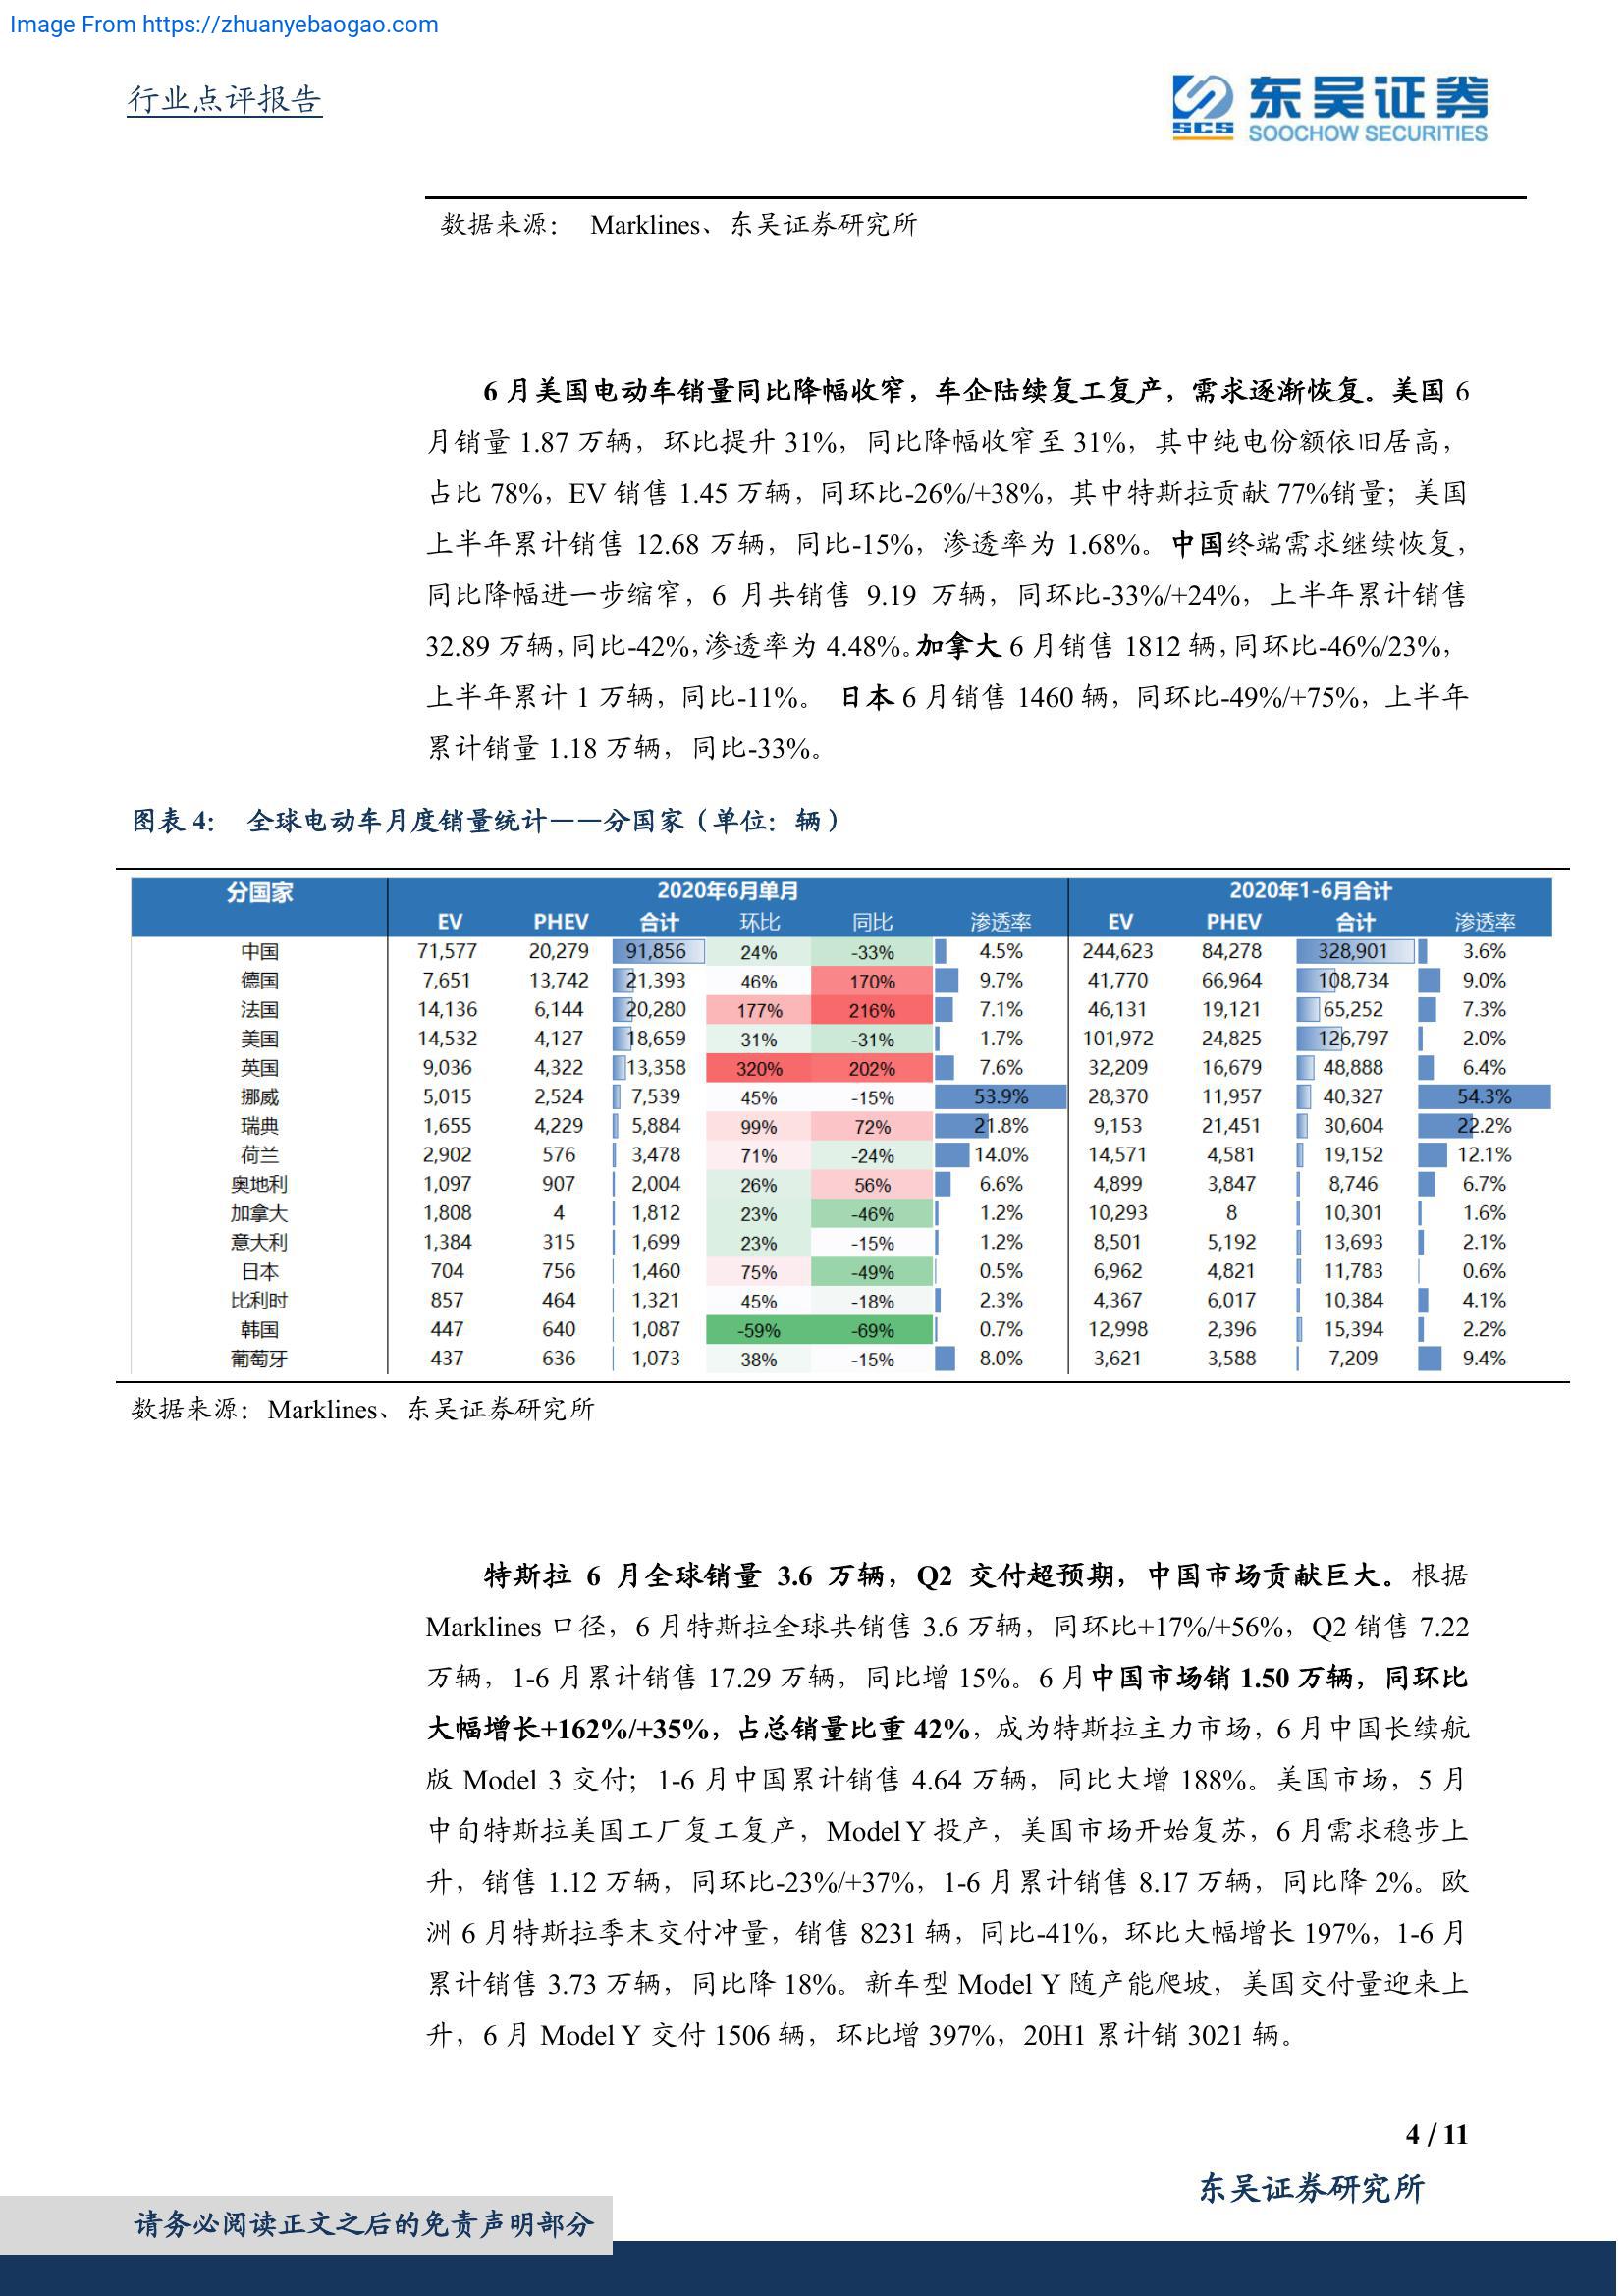 Image From https://zhuanyebaogao.com
行业点评报告
东吴证券
SCS
SOOCHOW SECURITIES
数据来源： Marklines、东吴证券研究所
6 月美国电动车销量同比降幅收窄，车企陆续复工复产，需求逐渐恢复。美国 6
月销量 1.87 万辆，环比提升 31%，同比降幅收窄至 31%，其中纯电份额依旧居高，
占比 78%，EV 销售 1.45 万辆，同环比-26%/+38%，其中特斯拉贡献 77%销量；美国
上半年累计销售 12.68 万辆，同比-15%，渗透率为 1.68%。中国终端需求继续恢复，
同比降幅进一步缩窄，6 月共销售 9.19 万辆，同环比-33%/+24%，上半年累计销售
32.89 万辆，同比-42%，渗透率为 4.48%。加拿大 6 月销售 1812 辆，同环比-46%/23%，
上半年累计 1 万辆，同比-11%。 日本 6 月销售 1460 辆，同环比-49%/+75%，上半年
累计销量 1.18 万辆，同比-33%。
图表 4： 全球电动车月度销量统计——分国家（单位：辆）
分国家 2020年6月单月 2020年1-6月合计
EV PHEV 合计 环比 同比 渗透率 EV PHEV 合计 渗透率
中国 71,577 20,279 91,856 24% -33% 4.5% 244,623 84,278 328,901 3.6%
德国 7,651 13,742 21,393 46% 170% 9.7% 41,770 66,964 108,734 9.0%
法国 14,136 6,144 20,280 177% 216% 7.1% 46,131 19,121 65,252 7.3%
美国 14,532 4,127 18,659 31% -31% 1.7% 101,972 24,825 126,797 2.0%
英国 9,036 4,322 13,358 320% 202% 7.6% 32,209 16,679 48,888 6.4%
挪威 5,015 2,524 7,539 45% -15% 53.9% 28,370 11,957 40,327 54.3%
瑞典 1,655 4,229 5,884 99% 72% 21.8% 9,153 21,451 30,604 22.2%
荷兰 2,902 576 3,478 71% -24% 14.0% 14,571 4,581 19,152 12.1%
奥地利 1,097 907 2,004 26% 56% 6.6% 4,899 3,847 8,746 6.7%
加拿大 1,808 4 1,812 23% -46% 1.2% 10,293 8 10,301 1.6%
意大利 1,384 315 1,699 23% -15% 1.2% 8,501 5,192 13,693 2.1%
日本 704 756 1,460 75% -49% 0.5% 6,962 4,821 11,783 0.6%
比利时 857 464 1,321 45% -18% 2.3% 4,367 6,017 10,384 4.1%
韩国 447 640 1,087 -59% -69% 0.7% 12,998 2,396 15,394 2.2%
葡萄牙 437 636 1,073 38% -15% 8.0% 3,621 3,588 7,209 9.4%
数据来源：Marklines、东吴证券研究所
特斯拉 6 月全球销量 3.6 万辆，Q2 交付超预期，中国市场贡献巨大。根据
Marklines 口径，6 月特斯拉全球共销售 3.6 万辆，同环比+17%/+56%，Q2 销售 7.22
万辆，1-6 月累计销售 17.29 万辆，同比增 15%。6 月中国市场销 1.50 万辆，同环比
大幅增长+162%/+35%，占总销量比重 42%，成为特斯拉主力市场，6 月中国长续航
版 Model 3 交付；1-6 月中国累计销售 4.64 万辆，同比大增 188%。美国市场，5 月
中旬特斯拉美国工厂复工复产，Model Y 投产，美国市场开始复苏，6 月需求稳步上
升，销售 1.12 万辆，同环比-23%/+37%，1-6 月累计销售 8.17 万辆，同比降 2%。欧
洲 6 月特斯拉季末交付冲量，销售 8231 辆，同比-41%，环比大幅增长 197%，1-6 月
累计销售 3.73 万辆，同比降 18%。新车型 Model Y 随产能爬坡，美国交付量迎来上
升，6 月 Model Y 交付 1506 辆，环比增 397%，20H1 累计销 3021 辆。
4 / 11
东吴证券研究所
请务必阅读正文之后的免责声明部分